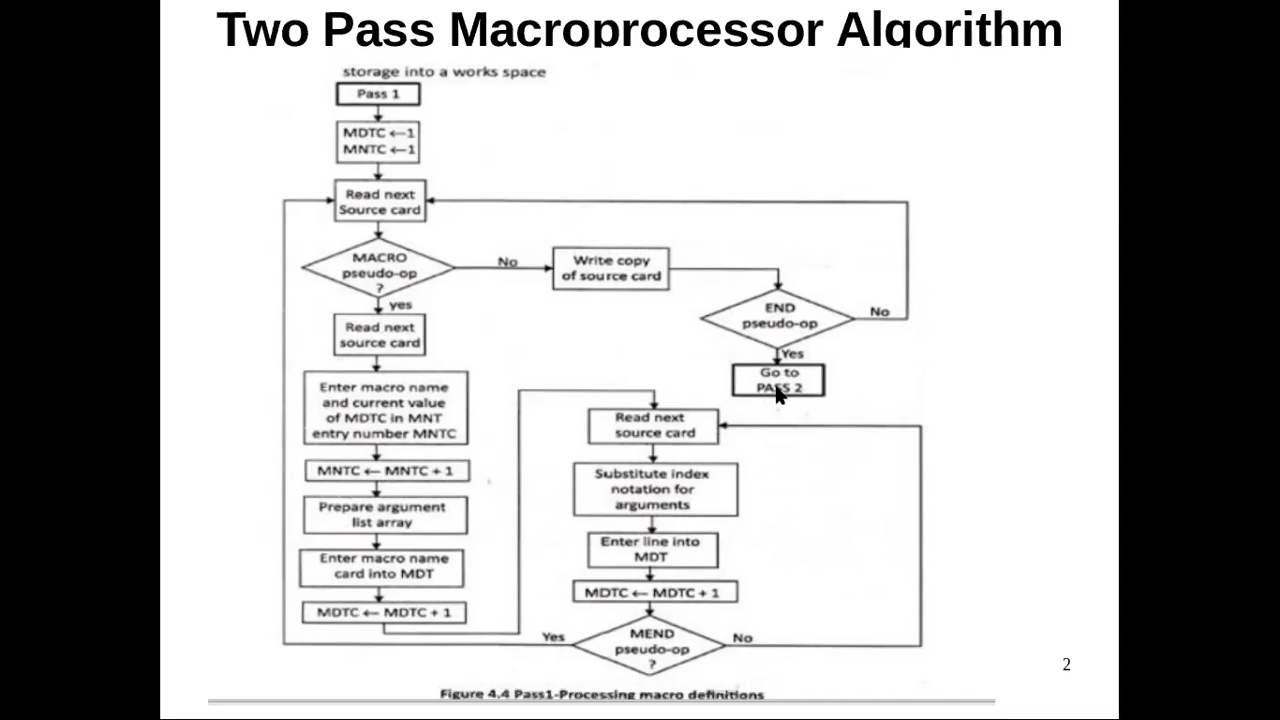 Two Pass Macroprocessor Algorithm
storage into a works space
Pass 1
MDTC ←1
MNTC ←1
Read next
Source card
MACRO
pseudo-op
?
No
Write copy
of source card
END
pseudo-op
No
Yes
Go to
PASS 2
yes
Read next
source card
Enter macro name
and current value
of MDTC in MNT
entry number MNTC
MNTC ← MNTC + 1
Prepare argument
list array
Enter macro name
card into MDT
MDTC ← MDTC + 1
Read next
source card
Substitute index
notation for
arguments
Enter line into
MDT
MDTC ← MDTC + 1
MEND
pseudo-op
?
Yes
No
2
Figure 4.4 Pass1-Processing macro definitions